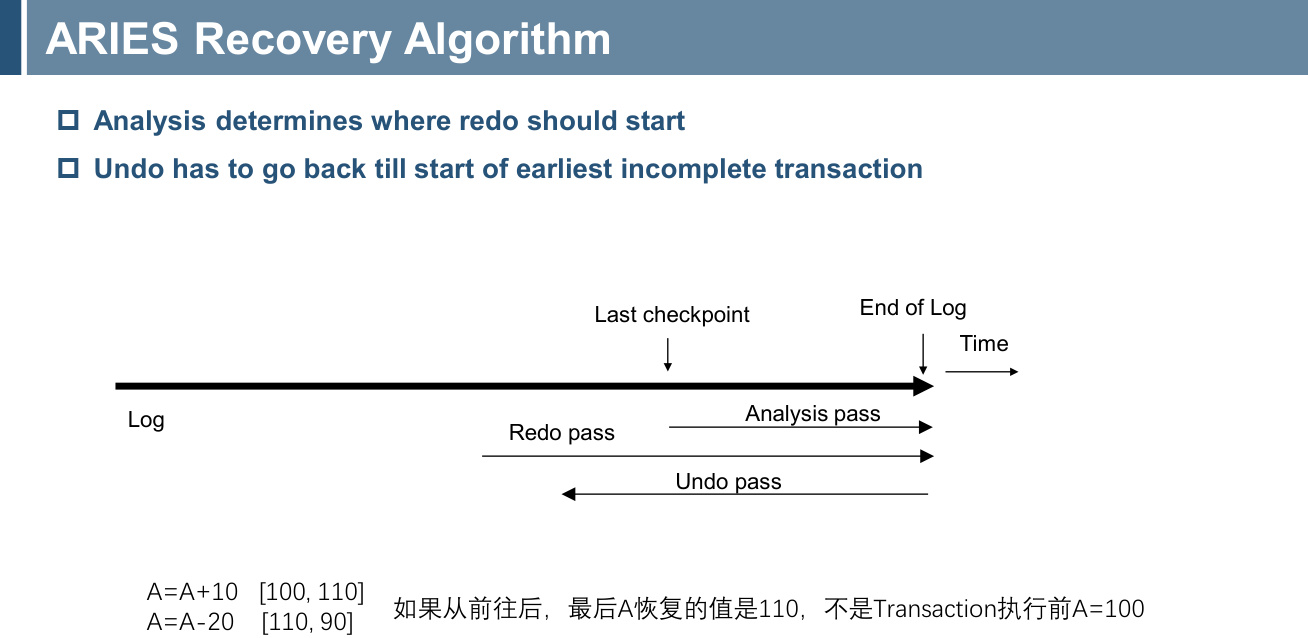 ARIES Recovery Algorithm
Analysis determines where redo should start
Undo has to go back till start of earliest incomplete transaction
Last checkpoint
End of Log
Time
Log
Analysis pass
Redo pass
Undo pass
A=A+10 [100, 110]
A=A-20 [110, 90]
如果从前往后，最后A恢复的值是110，不是Transaction执行前A=100